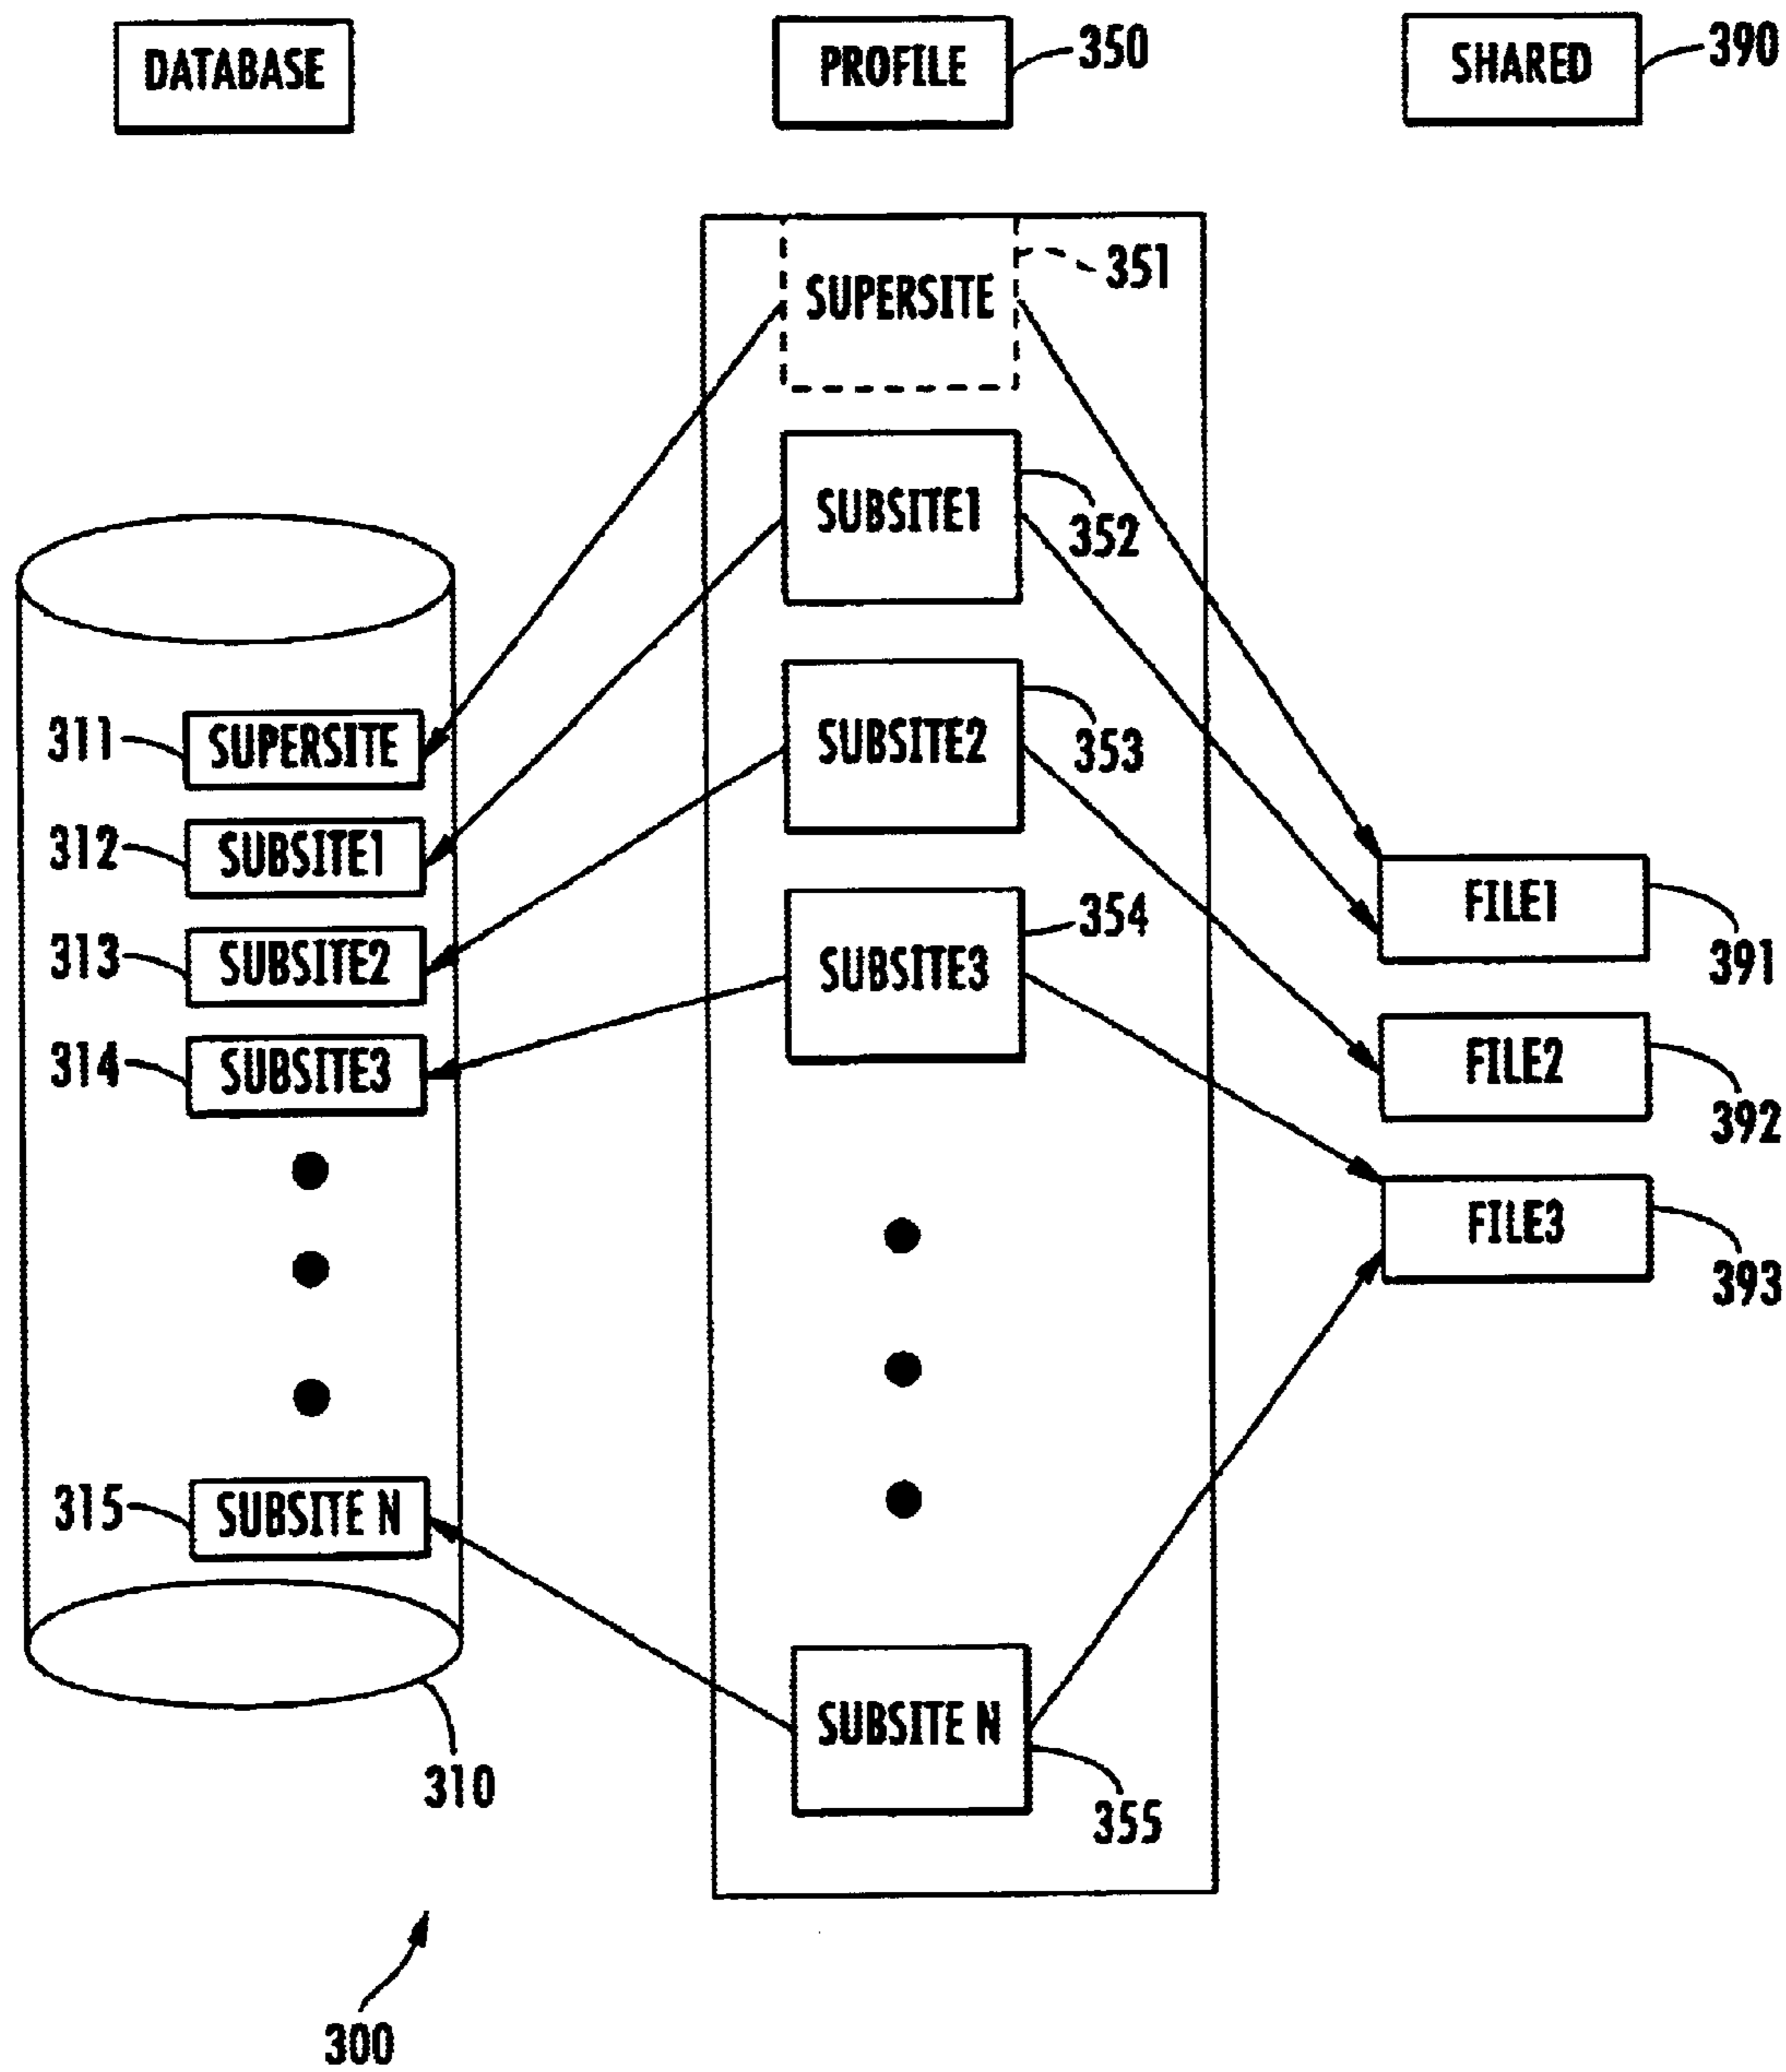 DATABASE
PROFILE
350
SHARED
390
SUPERSITE
351
SUBSITE1
352
SUBSITE2
353
SUBSITE3
354
SUBSITE N
355
311
SUPERSITE
312
SUBSITE1
313
SUBSITE2
314
SUBSITE3
315
SUBSITE N
310
FILE1
391
FILE2
392
FILE3
393
300